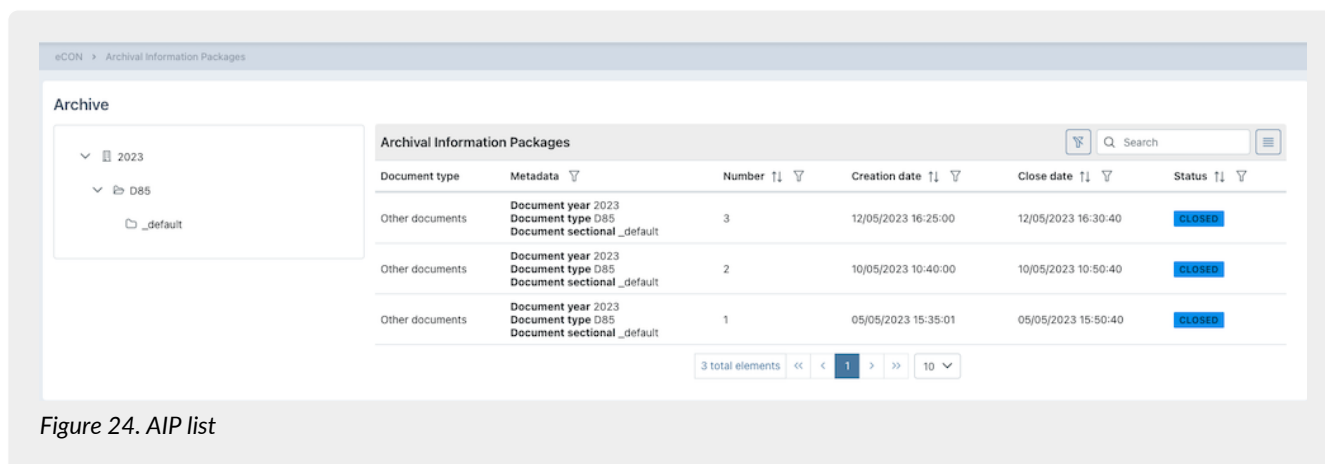 eCON > Archival Information Packages
Archive
2023
D85
_default
Archival Information Packages
Search
Document type Metadata Number Creation date Close date Status
Other documents Document year 2023
Document type D85
Document sectional _default 3 12/05/2023 16:25:00 12/05/2023 16:30:40 CLOSED
Other documents Document year 2023
Document type D85
Document sectional _default 2 10/05/2023 10:40:00 10/05/2023 10:50:40 CLOSED
Other documents Document year 2023
Document type D85
Document sectional _default 1 05/05/2023 15:35:01 05/05/2023 15:50:40 CLOSED
3 total elements << < 1 > >> 10
Figure 24. AIP list